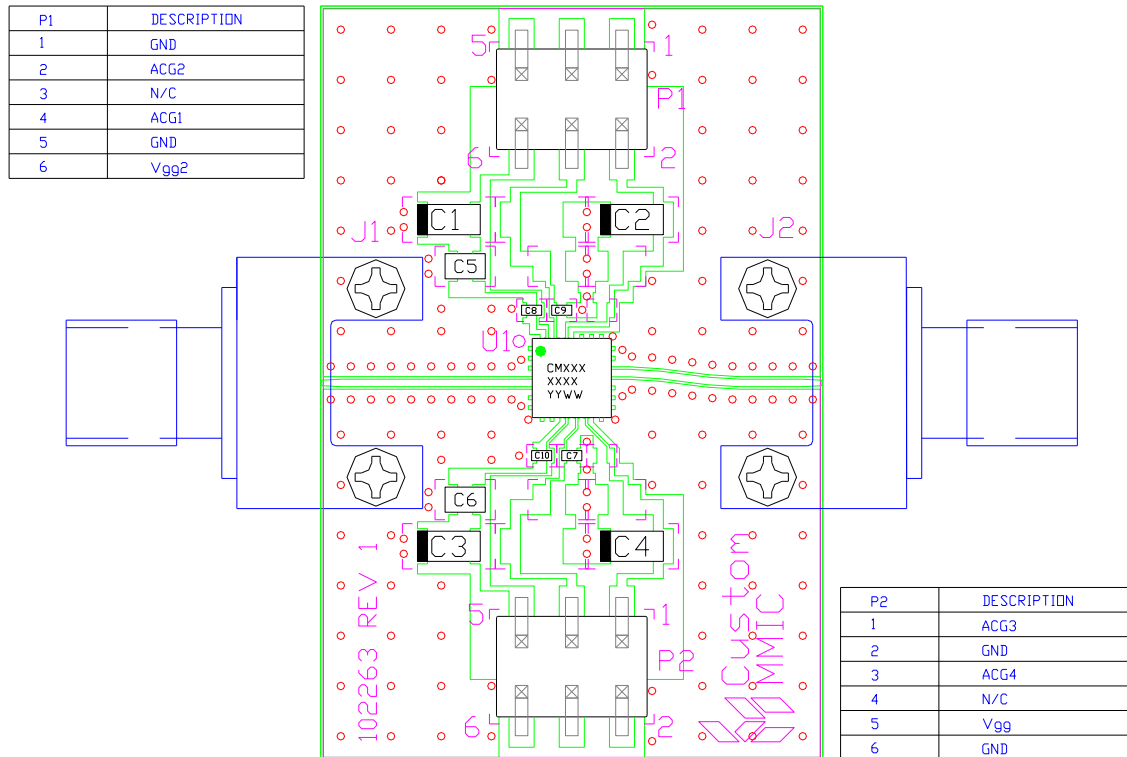 P1 DESCRIPTION
1 GND
2 ACG2
3 N/C
4 ACG1
5 GND
6 Vgg2
5 1
P1
6 2
C1 C2
J1 J2
C5
C8 C9
U1
CMXXX
XXXX
YYWW
C10 C7
C6
C3 C4
102263 REV 1
Custom
MMIC
5 1
P2
6 2
P2 DESCRIPTION
1 ACG3
2 GND
3 ACG4
4 N/C
5 Vgg
6 GND